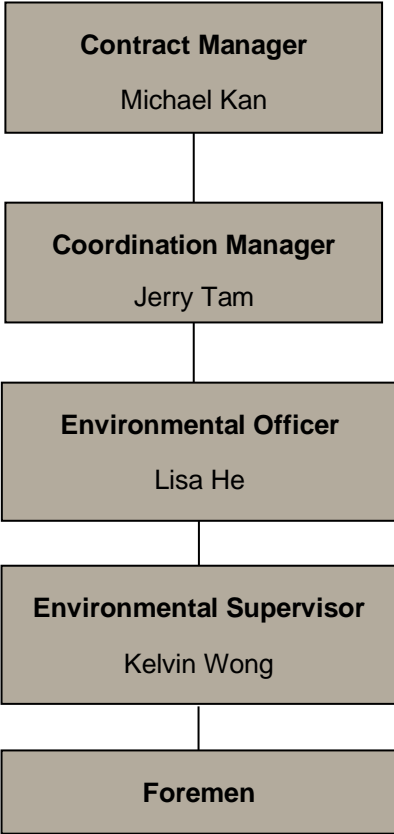 Contract Manager
Michael Kan
Coordination Manager
Jerry Tam
Environmental Officer
Lisa He
Environmental Supervisor
Kelvin Wong
Foremen